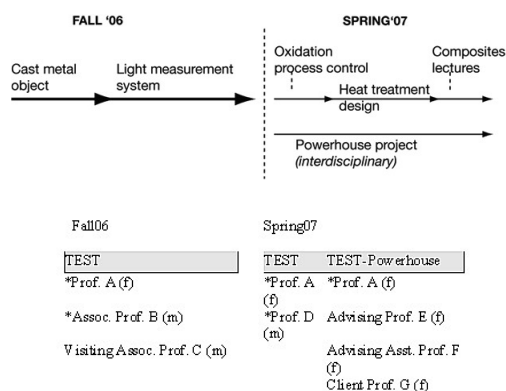 FALL ‘06
SPRING‘07
Cast metal
object
Light measurement
system
Oxidation
process control
Heat treatment
design
Composites
lectures
Powerhouse project
(interdisciplinary)
Fall06
TEST
*Prof. A (f)
*Assoc. Prof. B (m)
Visiting Assoc. Prof. C (m)
Spring07
TEST
*Prof. A
(f)
*Prof. D
(m)
TEST-Powerhouse
*Prof. A (f)
Advising Prof. E (f)
Advising Asst. Prof. F
(f)
Client Prof. G (f)